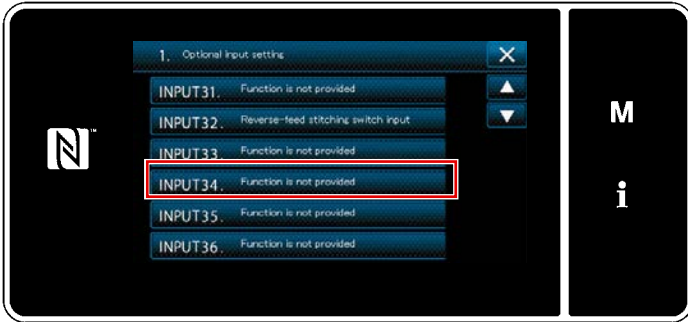 1. Optional input setting
INPUT31. Function is not provided
INPUT32. Reverse-feed stitching switch input
INPUT33. Function is not provided
INPUT34. Function is not provided
INPUT35. Function is not provided
INPUT36. Function is not provided
M
i